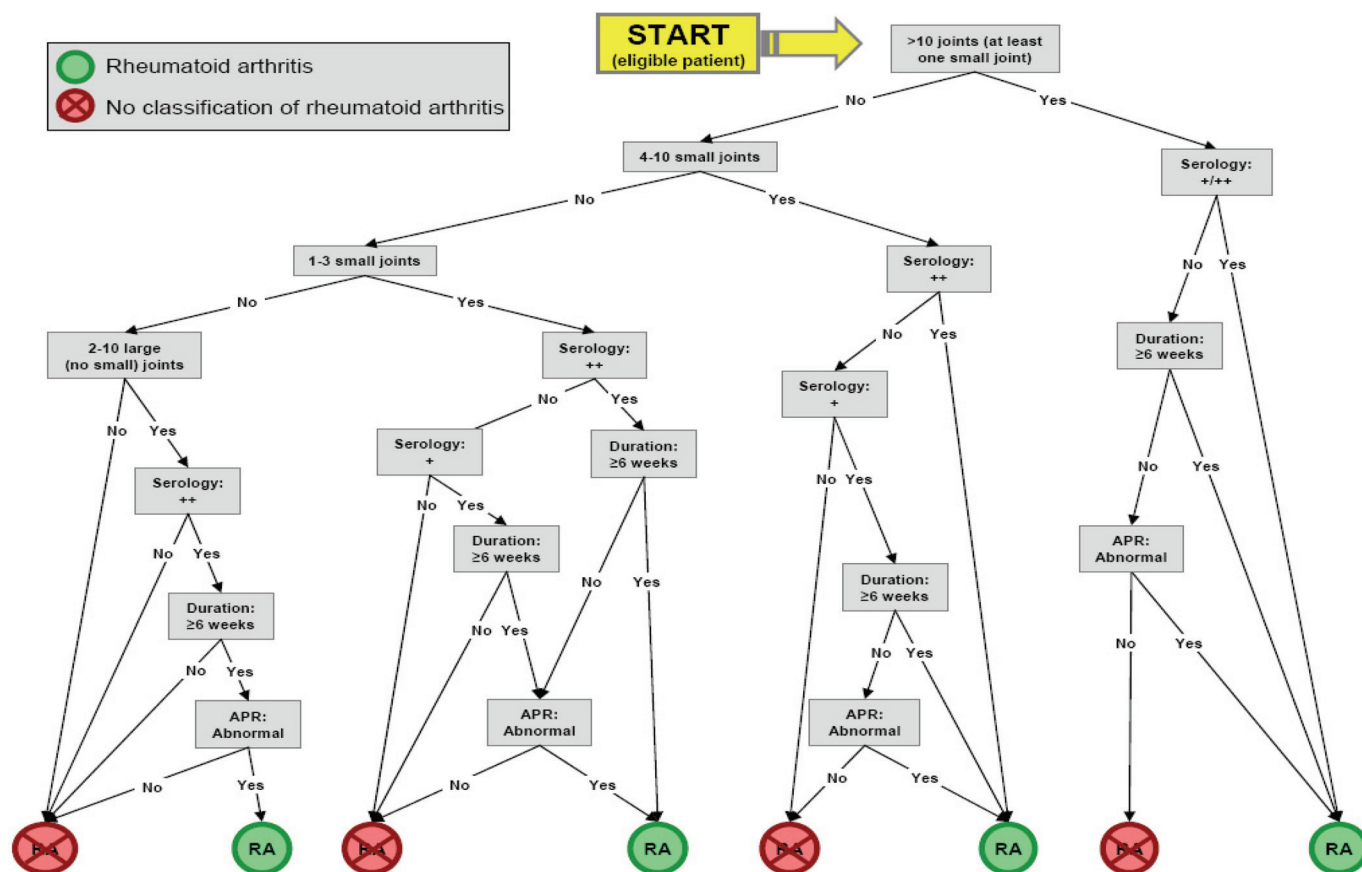 START
(eligible patient)
>10 joints (at least
one small joint)
Rheumatoid arthritis
No classification of rheumatoid arthritis
No
Yes
4-10 small joints
Serology:
+/++
No
Yes
1-3 small joints
Serology:
++
No
Yes
No
Yes
2-10 large
(no small) joints
Serology:
++
No
Yes
Duration:
≥6 weeks
Serology:
+
No
Yes
No
Yes
Serology:
+
Duration:
≥6 weeks
No
Yes
Serology:
++
No
Yes
No
Yes
Duration:
≥6 weeks
APR:
Abnormal
No
Yes
Duration:
≥6 weeks
No
Yes
Duration:
≥6 weeks
No
Yes
No
Yes
No
Yes
No
Yes
APR:
Abnormal
APR:
Abnormal
APR:
Abnormal
No
Yes
No
Yes
No
Yes
RA
RA
RA
RA
RA
RA
RA
RA